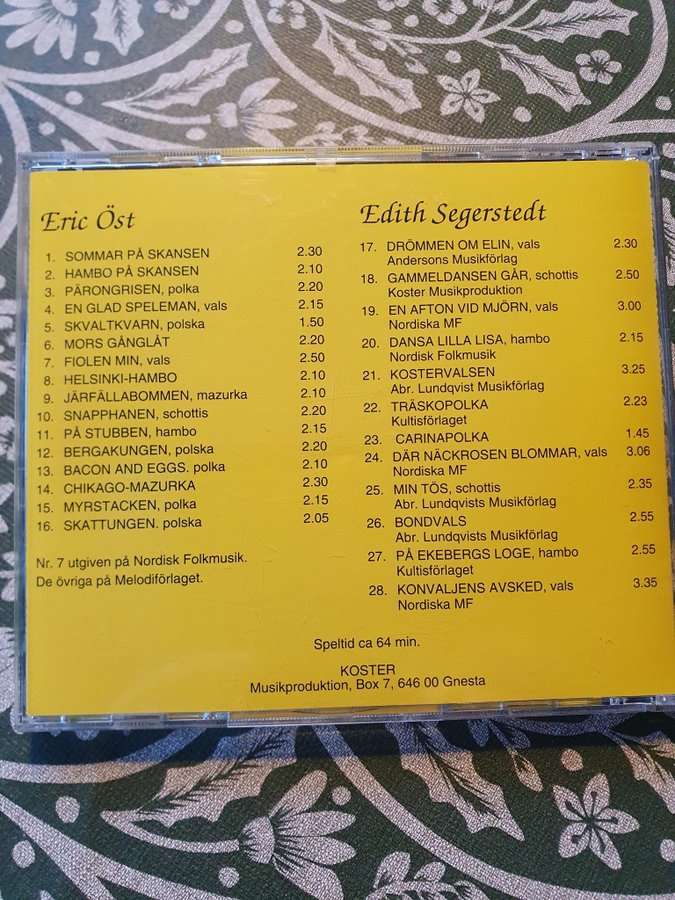 Eric Öst
1. SOMMAR PÅ SKANSEN 2.30
2. HAMBO PÅ SKANSEN 2.10
3. PÄRONGRISEN, polka 2.20
4. EN GLAD SPELEMAN, vals 2.15
5. SKVALTKVARN, polska 1.50
6. MORS GÅNGLÅT 2.20
7. FIOLEN MIN, vals 2.50
8. HELSINKI-HAMBO 2.10
9. JÄRFÄLLABOMMEN, mazurka 2.10
10. SNAPPHANEN, schottis 2.20
11. PÅ STUBBEN, hambo 2.15
12. BERGAKUNGEN, polska 2.20
13. BACON AND EGGS. polka 2.10
14. CHIKAGO-MAZURKA 2.30
15. MYRSTACKEN, polka 2.15
16. SKATTUNGEN. polska 2.05
Nr. 7 utgiven på Nordisk Folkmusik.
De övriga på Melodiförlaget.
Edith Segerstedt
17. DRÖMMEN OM ELIN, vals 2.30
Andersons Musikförlag
18. GAMMELDANSEN GÅR, schottis 2.50
Koster Musikproduktion
19. EN AFTON VID MJÖRN, vals 3.00
Nordiska MF
20. DANSA LILLA LISA, hambo 2.15
Nordisk Folkmusik
21. KOSTERVALSEN 3.25
Abr. Lundqvist Musikförlag
22. TRÄSKOPOLKA 2.23
Kultisförlaget
23. CARINAPOLKA 1.45
24. DÄR NÄCKROSEN BLOMMAR, vals 3.06
Nordiska MF
25. MIN TÖS, schottis 2.35
Abr. Lundqvists Musikförlag
26. BONDVALS 2.55
Abr. Lundqvists Musikförlag
27. PÅ EKEBERGS LOGE, hambo 2.55
Kultisförlaget
28. KONVALJENS AVSKED, vals 3.35
Nordiska MF
Speltid ca 64 min.
KOSTER
Musikproduktion, Box 7, 646 00 Gnesta